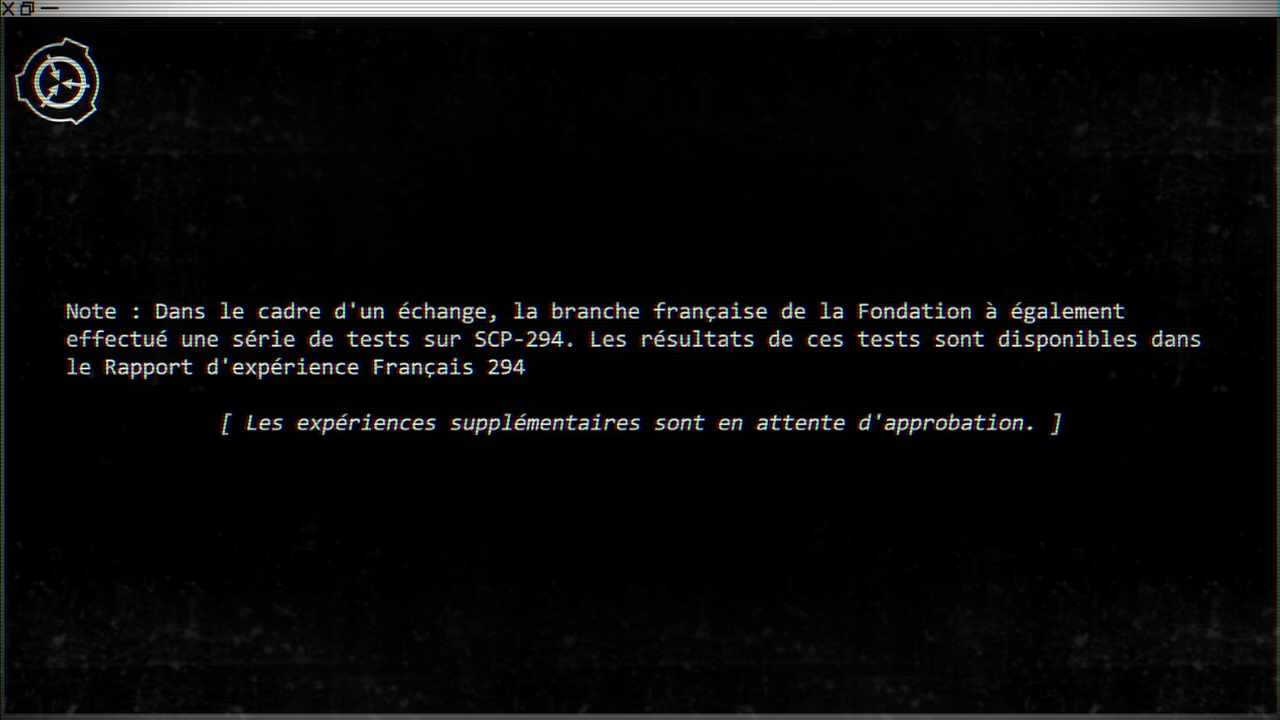 Note : Dans le cadre d'un échange, la branche française de la Fondation à également
effectué une série de tests sur SCP-294. Les résultats de ces tests sont disponibles dans
le Rapport d'expérience Français 294
[ Les expériences supplémentaires sont en attente d'approbation. ]